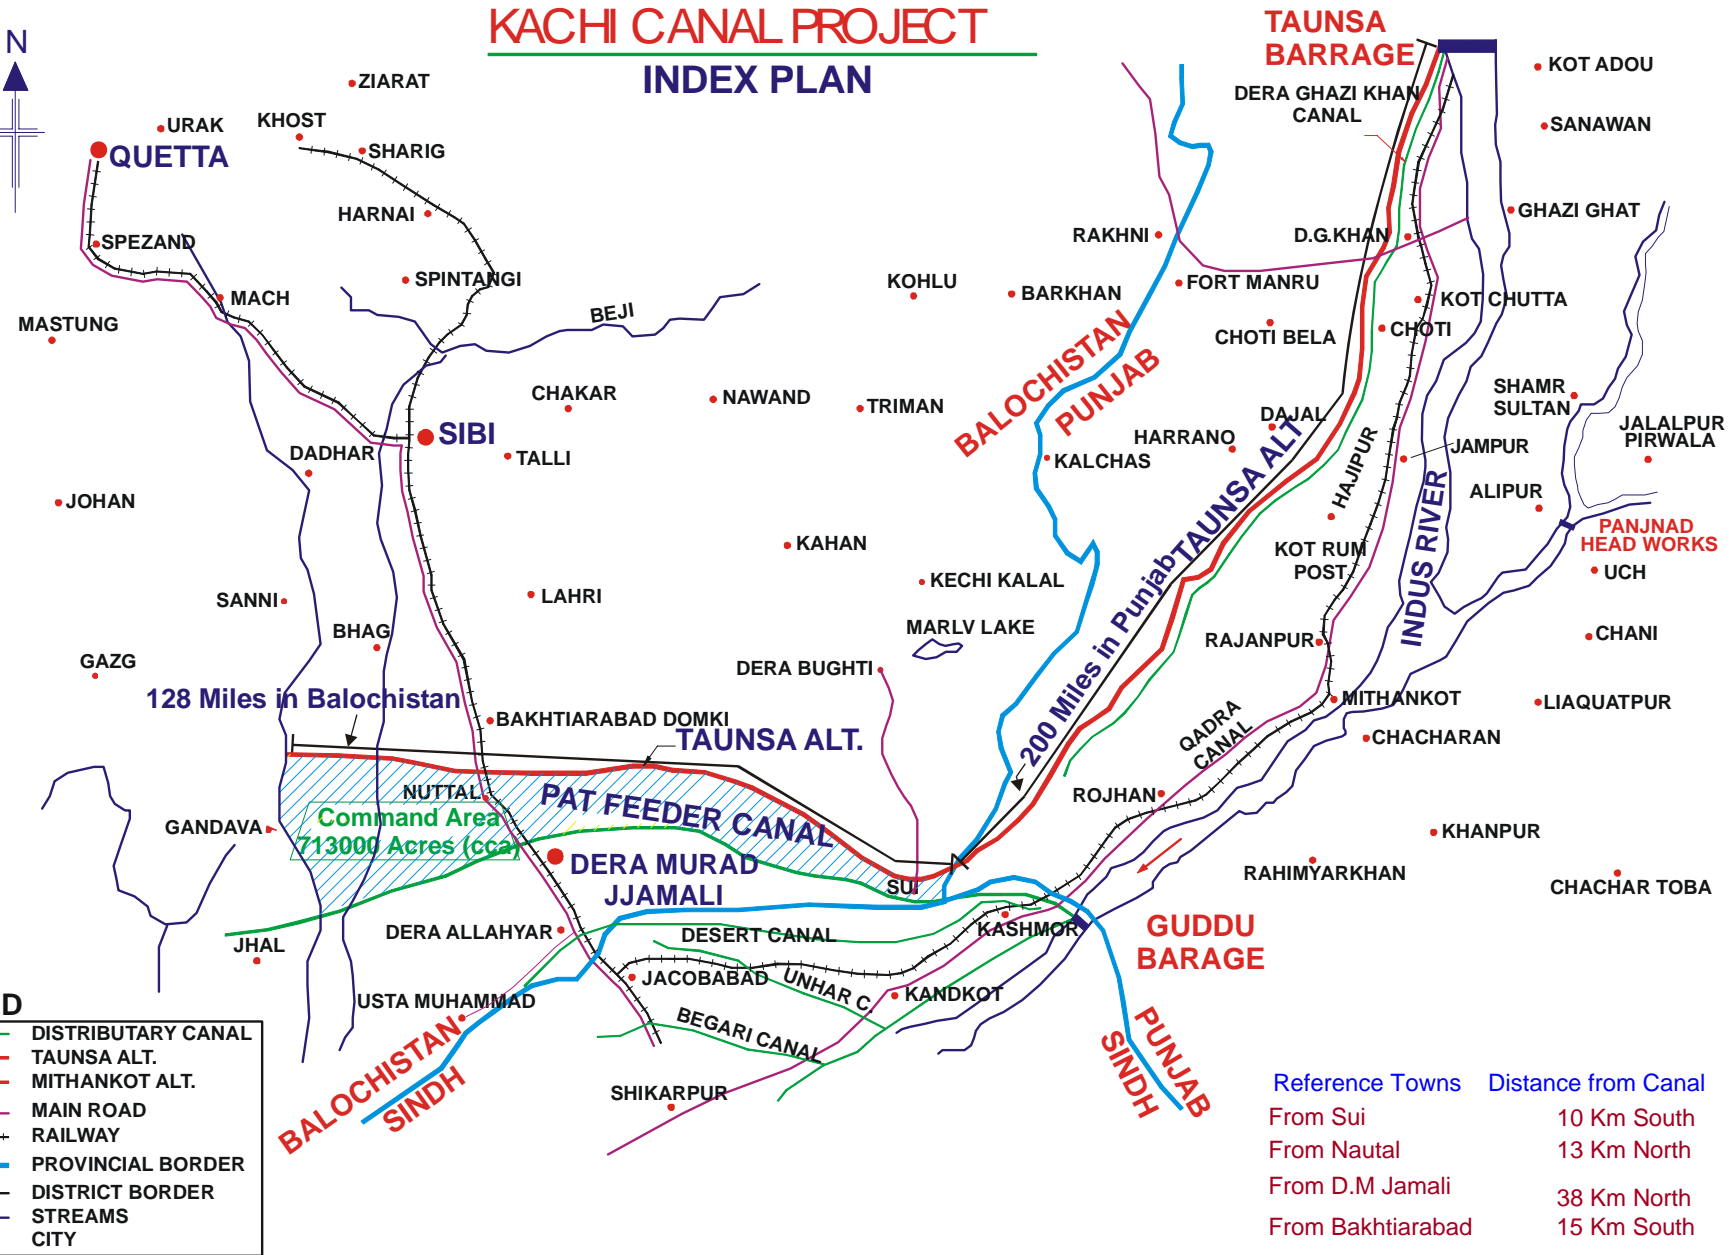 KACHI CANAL PROJECT
INDEX PLAN
N
TAUNSA
BARRAGE
KOT ADOU
ZIARAT
DERA GHAZI KHAN
CANAL
URAK
KHOST
SANAWAN
SHARIG
QUETTA
HARNAI
GHAZI GHAT
SPEZAND
RAKHNI
D.G.KHAN
SPINTANGI
KOHLU
BARKHAN
FORT MANRU
MACH
KOT CHUTTA
BEJI
MASTUNG
CHOTI BELA
CHOTI
BALOCHISTAN
PUNJAB
CHAKAR
NAWAND
TRIMAN
SHAMR
SULTAN
DAJAL
JALALPUR
PIRWALA
SIBI
HARRANO
DADHAR
TALLI
KALCHAS
HAJIPUR
JAMPUR
JOHAN
ALIPUR
PANJNAD
HEAD WORKS
KAHAN
TAUNSA ALT
INDUS RIVER
KOT RUM
POST
KECHI KALAL
UCH
SANNI
LAHRI
BHAG
MARLV LAKE
RAJANPUR
CHANI
GAZG
DERA BUGHTI
200 Miles in Punjab
128 Miles in Balochistan
MITHANKOT
LIAQUATPUR
BAKHTIARABAD DOMKI
QADRA
CANAL
CHACHARAN
TAUNSA ALT.
NUTTAL
PAT FEEDER CANAL
ROJHAN
Command Area
713000 Acres (cca)
GANDAVA
KHANPUR
DERA MURAD
JJAMALI
SUI
RAHIMYARKHAN
CHACHAR TOBA
DERA ALLAHYAR
DESERT CANAL
KASHMOR
GUDDU
BARAGE
JHAL
JACOBABAD
UNHAR C.
KANDKOT
USTA MUHAMMAD
BEGARI CANAL
BALOCHISTAN
SINDH
PUNJAB
SINDH
SHIKARPUR
D
DISTRIBUTARY CANAL
TAUNSA ALT.
MITHANKOT ALT.
MAIN ROAD
RAILWAY
PROVINCIAL BORDER
DISTRICT BORDER
STREAMS
CITY
Reference Towns Distance from Canal
From Sui 10 Km South
From Nautal 13 Km North
From D.M Jamali 38 Km North
From Bakhtiarabad 15 Km South